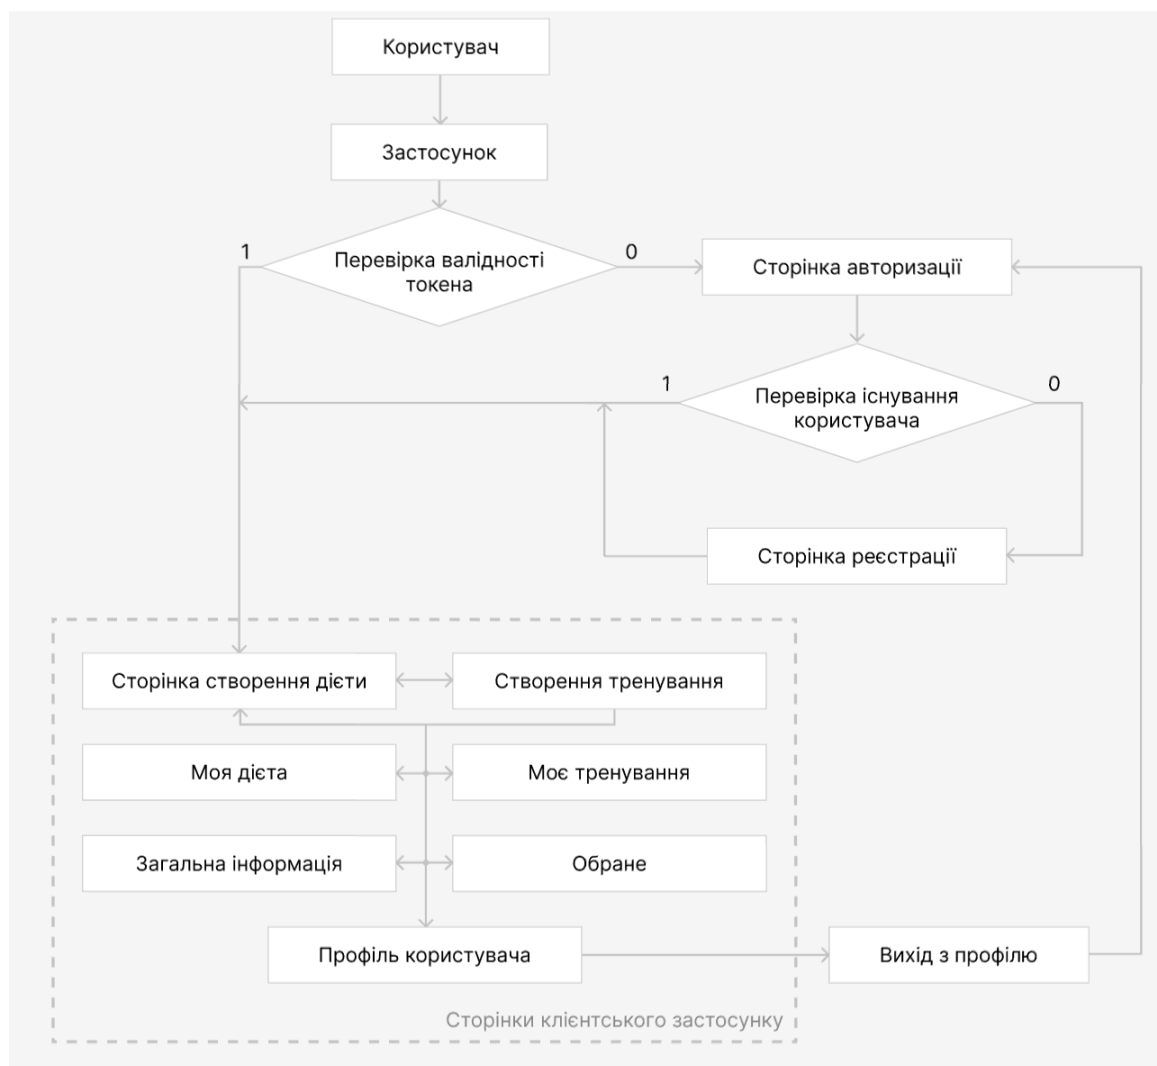 Користувач
Застосунок
1
Перевірка валідності
токена
0
Сторінка авторизації
1
Перевірка існування
користувача
0
Сторінка реєстрації
Сторінка створення дієти
Створення тренування
Моя дієта
Моє тренування
Загальна інформація
Обране
Профіль користувача
Вихід з профілю
Сторінки клієнтського застосунку